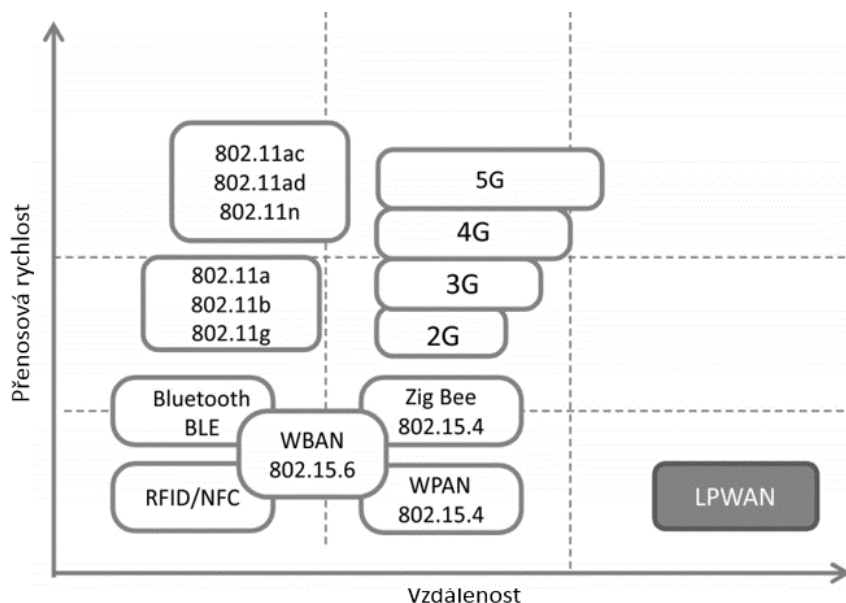 Přenosová rychlost
802.11ac
802.11ad
802.11n
5G
4G
802.11a
802.11b
802.11g
3G
2G
Bluetooth
BLE
WBAN
802.15.6
Zig Bee
802.15.4
RFID/NFC
WPAN
802.15.4
LPWAN
Vzdálenost